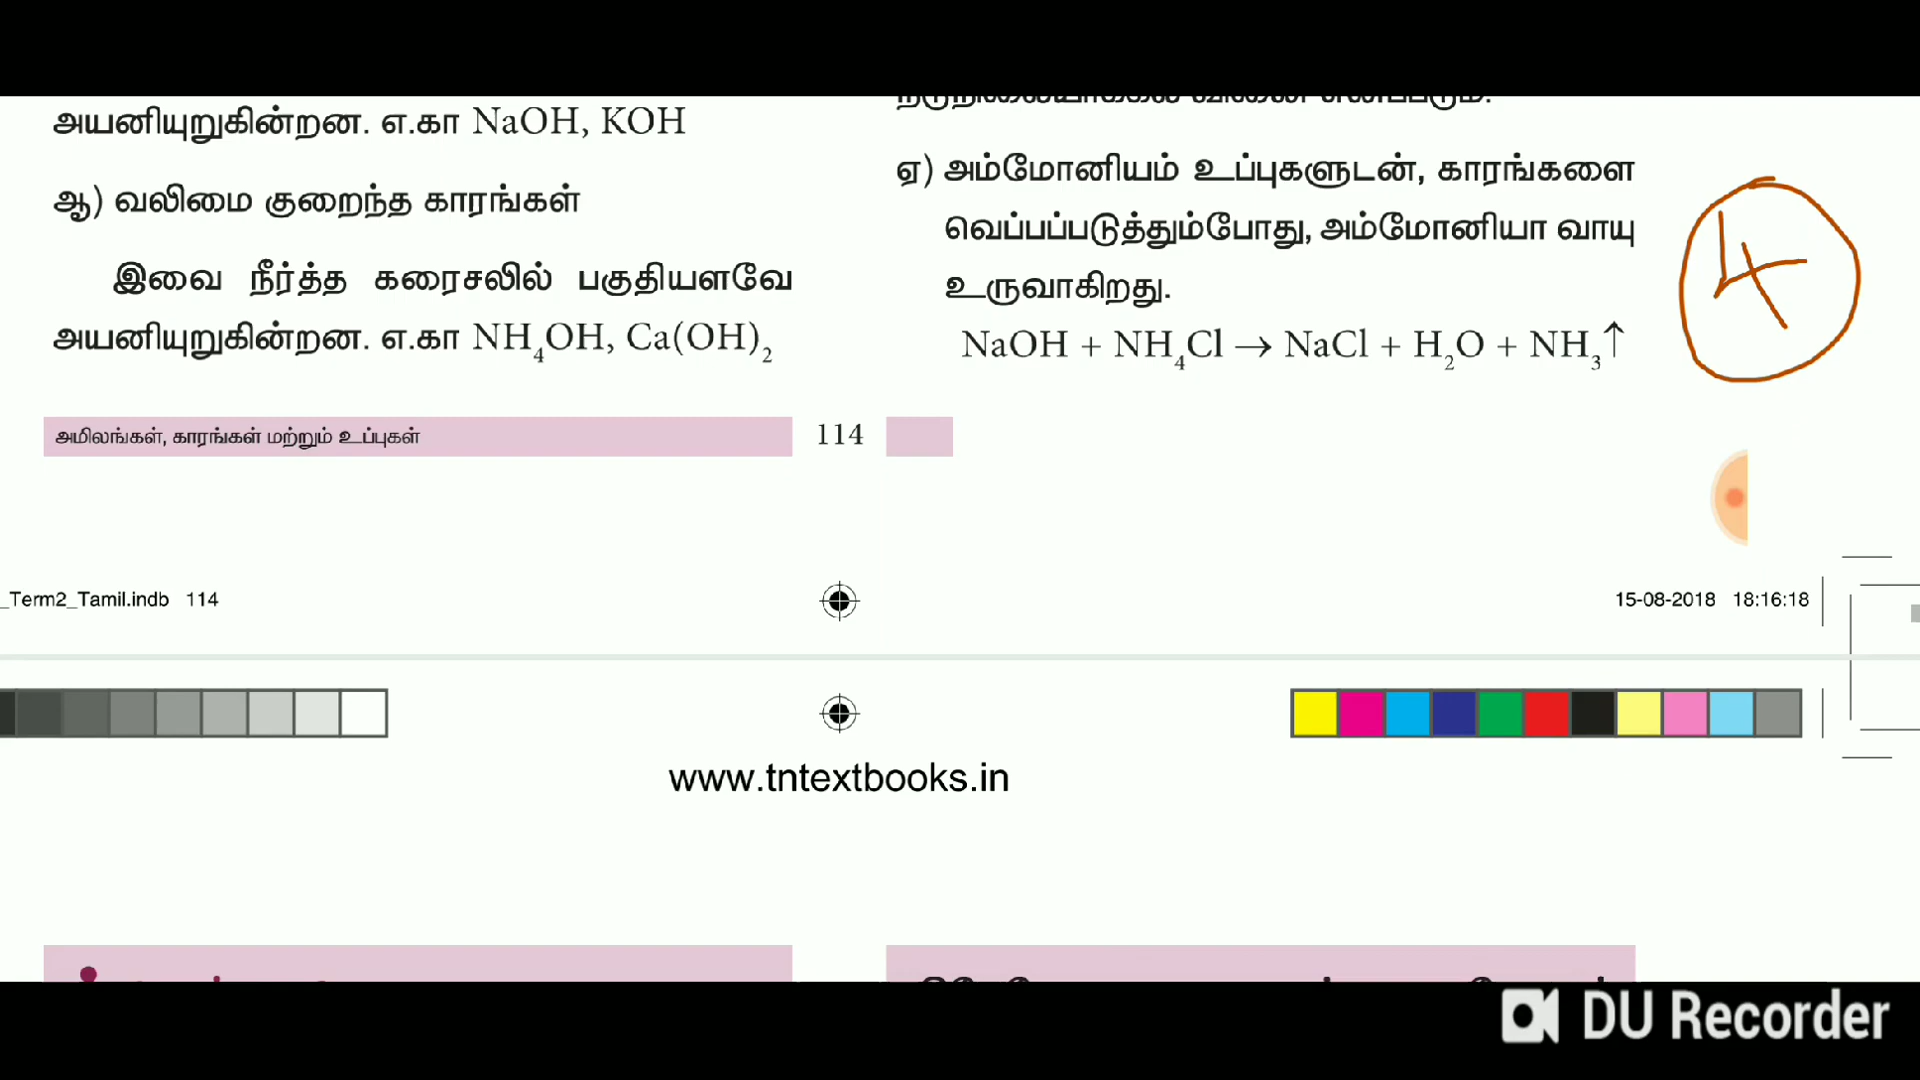 அயனியுறுகின்றன. எ.கா NaOH, KOH
ஆ) வலிமை குறைந்த காரங்கள்
இவை நீர்த்த கரைசலில் பகுதியளவே
அயனியுறுகின்றன. எ.கா NH₄OH, Ca(OH)₂
ஏ) அம்மோனியம் உப்புகளுடன், காரங்களை
வெப்பப்படுத்தும்போது, அம்மோனியா வாயு
உருவாகிறது.
NaOH + NH₄Cl → NaCl + H₂O + NH₃↑
4
அமிலங்கள், காரங்கள் மற்றும் உப்புகள்
114
_Term2_Tamil.indb 114
15-08-2018 18:16:18
www.tntextbooks.in
DU Recorder